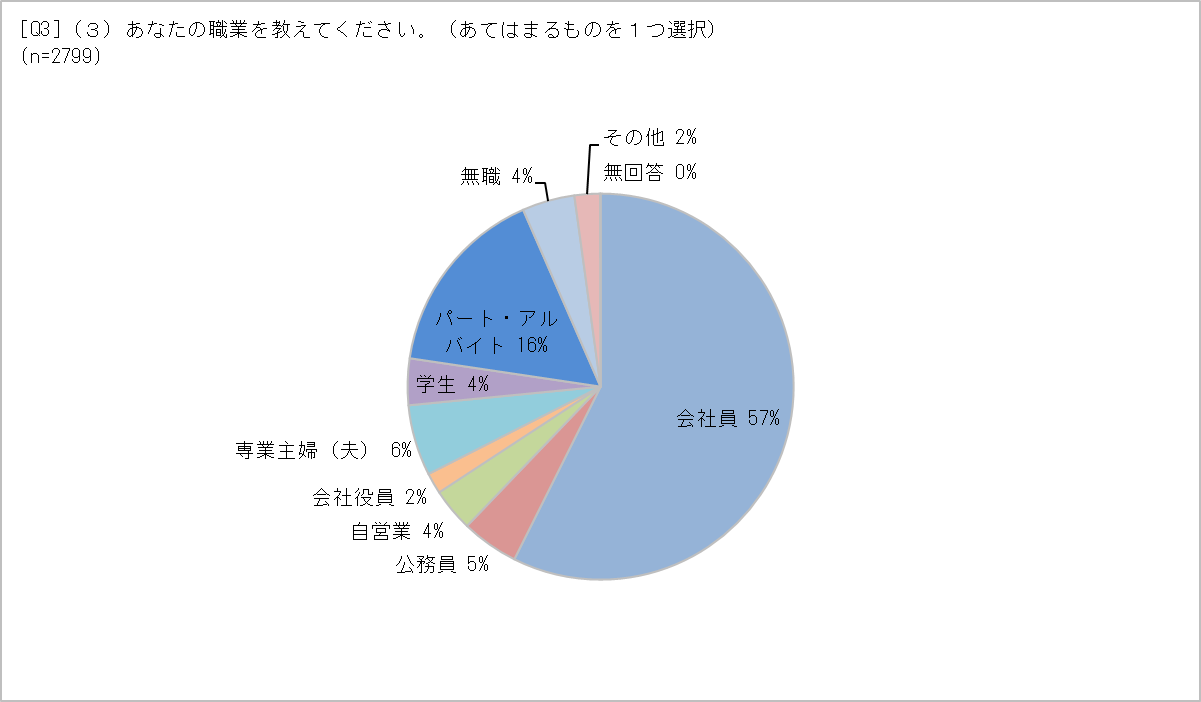 [Q3]（３）あなたの職業を教えてください。（あてはまるものを１つ選択）
(n=2799)
その他 2%
無回答 0%
無職 4%
パート・アル
バイト 16%
学生 4%
会社員 57%
専業主婦（夫） 6%
会社役員 2%
自営業 4%
公務員 5%